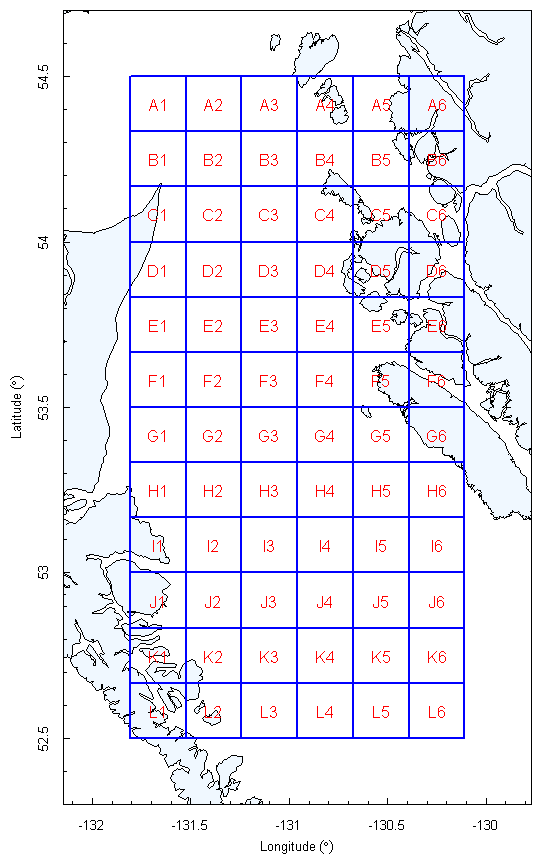 54.5
A1 A2 A3 A4 A5 A6
B1 B2 B3 B4 B5 B6
C1 C2 C3 C4 C5 C6
54
D1 D2 D3 D4 D5 D6
E1 E2 E3 E4 E5 E6
Latitude (°)
F1 F2 F3 F4 F5 F6
53.5
G1 G2 G3 G4 G5 G6
H1 H2 H3 H4 H5 H6
I1 I2 I3 I4 I5 I6
53
J1 J2 J3 J4 J5 J6
K1 K2 K3 K4 K5 K6
L1 L2 L3 L4 L5 L6
52.5
-132 -131.5 -131 -130.5 -130
Longitude (°)